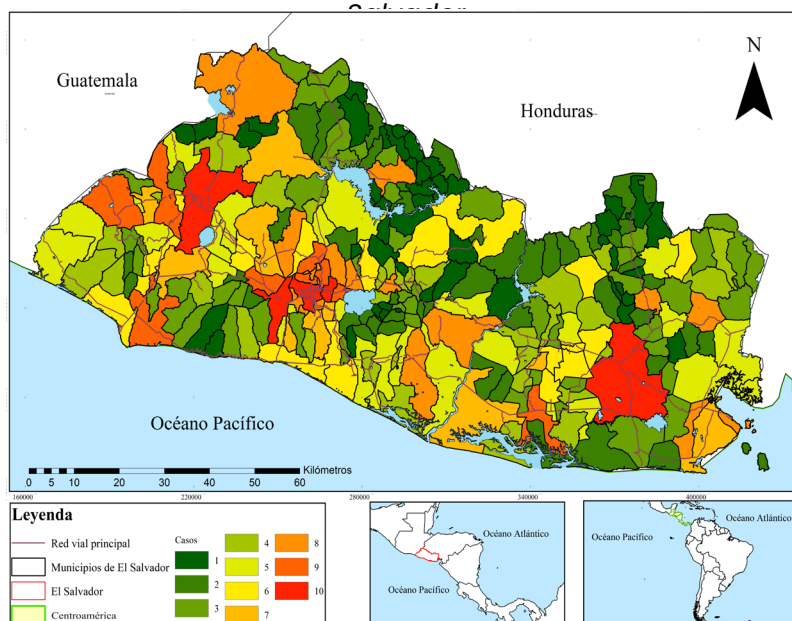 Salvador
Guatemala
Honduras
N
Océano Pacífico
Kilómetros
0 5 10 20 30 40 50 60
160000 220000 280000 340000 400000
Leyenda
Red vial principal
Municipios de El Salvador
El Salvador
Centroamérica
Casos
1
2
3
4
5
6
7
8
9
10
Océano Atlántico
Océano Pacífico
Océano Atlántico
Océano Pacífico